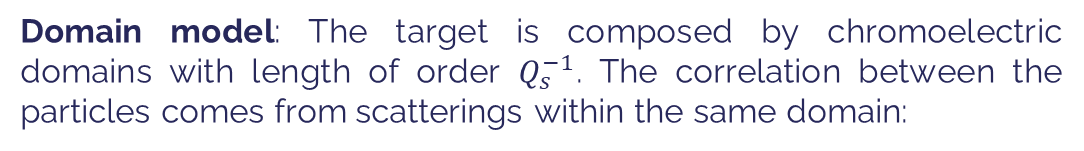 Domain model: The target is composed by chromoelectric
domains with length of order $Q_s^{-1}$. The correlation between the
particles comes from scatterings within the same domain: